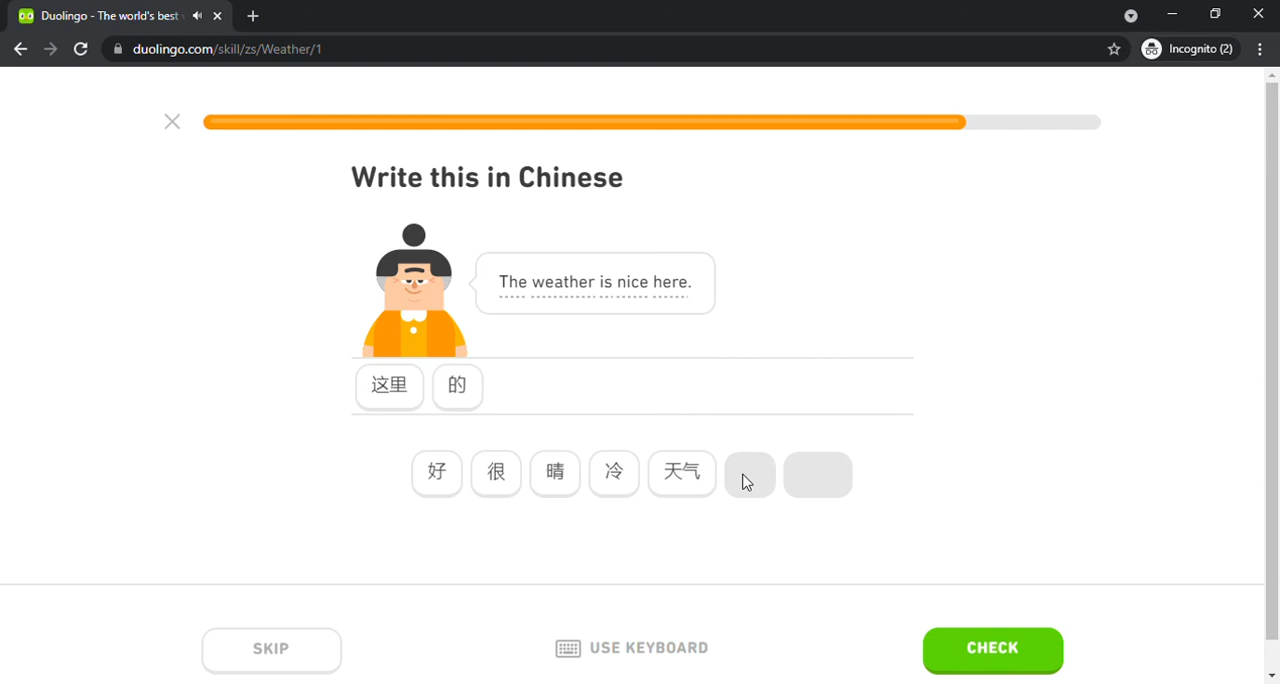 Duolingo - The world's best
duolingo.com/skill/zs/Weather/1
Incognito (2)
Write this in Chinese
The weather is nice here.
这里 的
好 很 晴 冷 天气
SKIP
USE KEYBOARD
CHECK